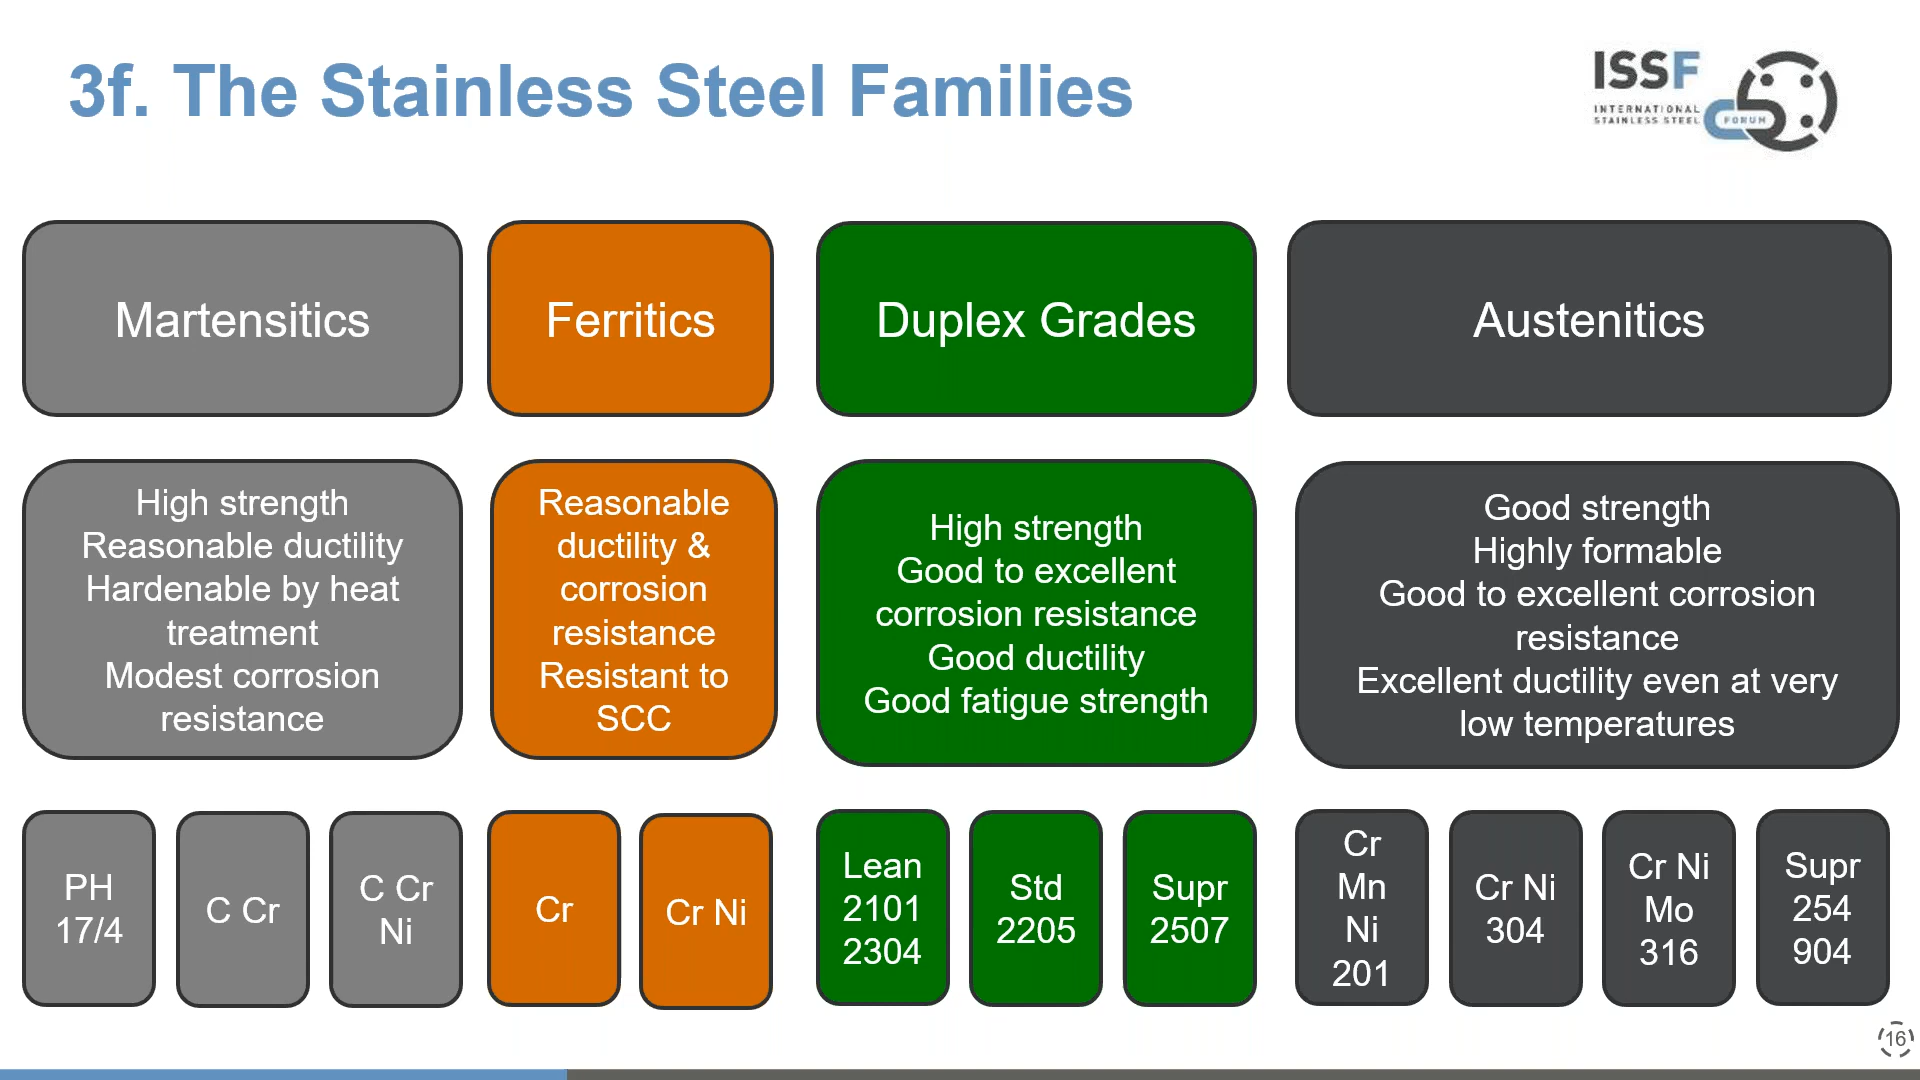 3f. The Stainless Steel Families
ISSF
INTERNATIONAL
STAINLESS STEEL
FORUM
Martensitics
Ferritics
Duplex Grades
Austenitics
High strength
Reasonable ductility
Hardenable by heat
treatment
Modest corrosion
resistance
Reasonable
ductility &
corrosion
resistance
Resistant to
SCC
High strength
Good to excellent
corrosion resistance
Good ductility
Good fatigue strength
Good strength
Highly formable
Good to excellent corrosion
resistance
Excellent ductility even at very
low temperatures
PH
17/4
C Cr
C Cr
Ni
Cr
Cr Ni
Lean
2101
2304
Std
2205
Supr
2507
Cr
Mn
Ni
201
Cr Ni
304
Cr Ni
Mo
316
Supr
254
904
16